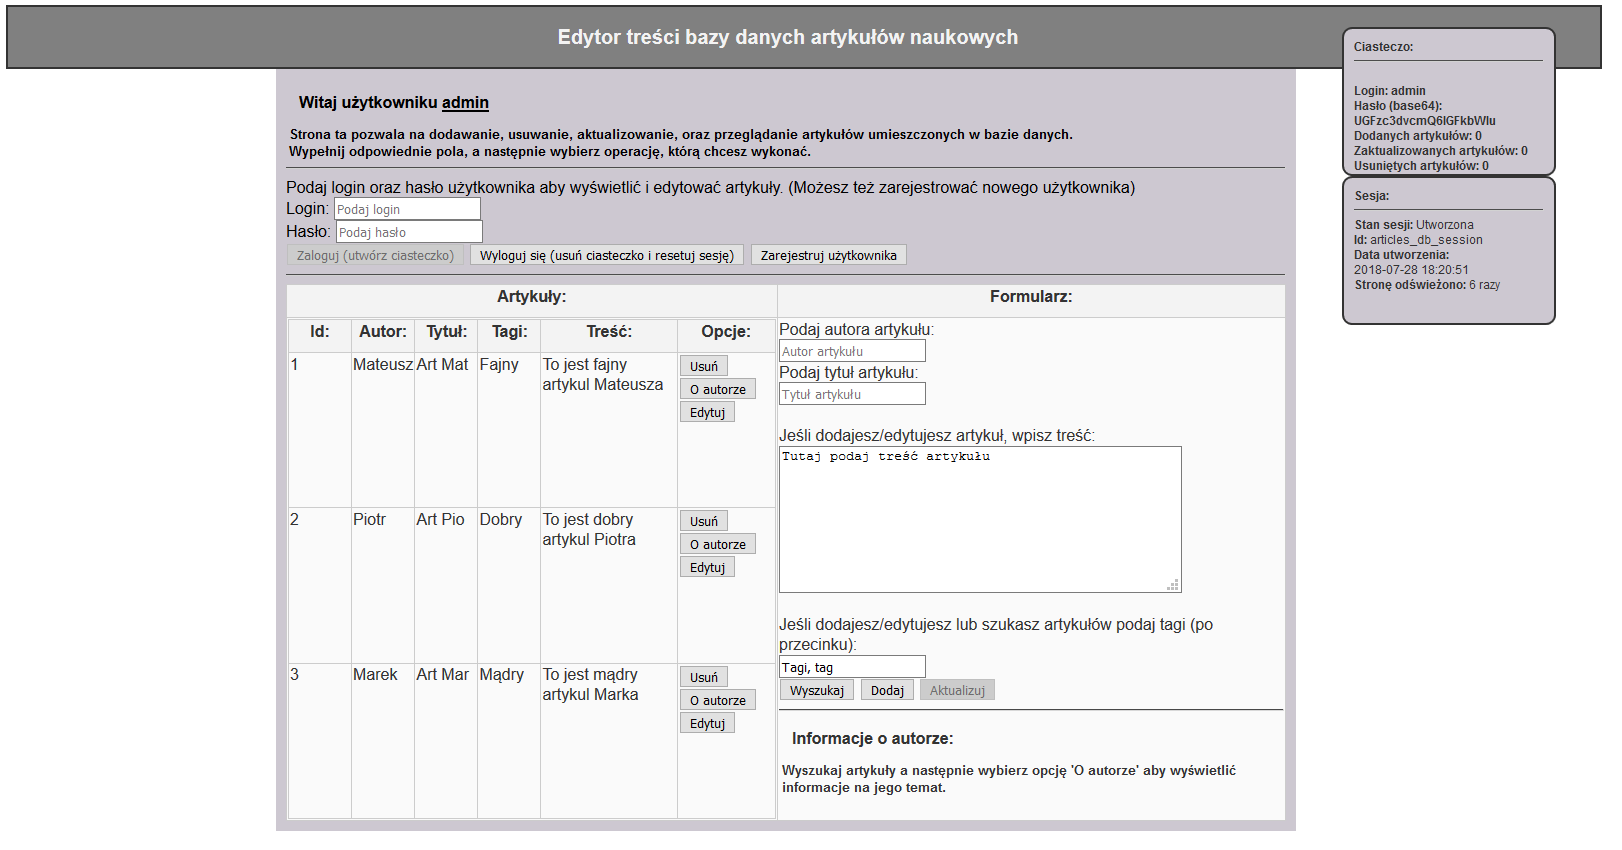 Edytor treści bazy danych artykułów naukowych
Ciasteczo:
Login: admin
Hasło (base64):
UGFzc3dvcmQ6IGFkbWlu
Dodanych artykułów: 0
Zaktualizowanych artykułów: 0
Usuniętych artykułów: 0
Sesja:
Stan sesji: Utworzona
Id: articles_db_session
Data utworzenia:
2018-07-28 18:20:51
Stronę odświeżono: 6 razy
Witaj użytkowniku admin
Strona ta pozwala na dodawanie, usuwanie, aktualizowanie, oraz przeglądanie artykułów umieszczonych w bazie danych.
Wypełnij odpowiednie pola, a następnie wybierz operację, którą chcesz wykonać.
Podaj login oraz hasło użytkownika aby wyświetlić i edytować artykuły. (Możesz też zarejestrować nowego użytkownika)
Login: Podaj login
Hasło: Podaj hasło
Zaloguj (utwórz ciasteczko) Wyloguj się (usuń ciasteczko i resetuj sesję) Zarejestruj użytkownika
Artykuły:
Id: Autor: Tytuł: Tagi: Treść: Opcje:
1 Mateusz Art Mat Fajny To jest fajny Usuń
artykul Mateusza O autorze
Edytuj
2 Piotr Art Pio Dobry To jest dobry Usuń
artykul Piotra O autorze
Edytuj
3 Marek Art Mar Mądry To jest mądry Usuń
artykul Marka O autorze
Edytuj
Formularz:
Podaj autora artykułu:
Autor artykułu
Podaj tytuł artykułu:
Tytuł artykułu
Jeśli dodajesz/edytujesz artykuł, wpisz treść:
Tutaj podaj treść artykułu
Jeśli dodajesz/edytujesz lub szukasz artykułów podaj tagi (po
przecinku):
Tagi, tag
Wyszukaj Dodaj Aktualizuj
Informacje o autorze:
Wyszukaj artykuły a następnie wybierz opcję 'O autorze' aby wyświetlić
informacje na jego temat.